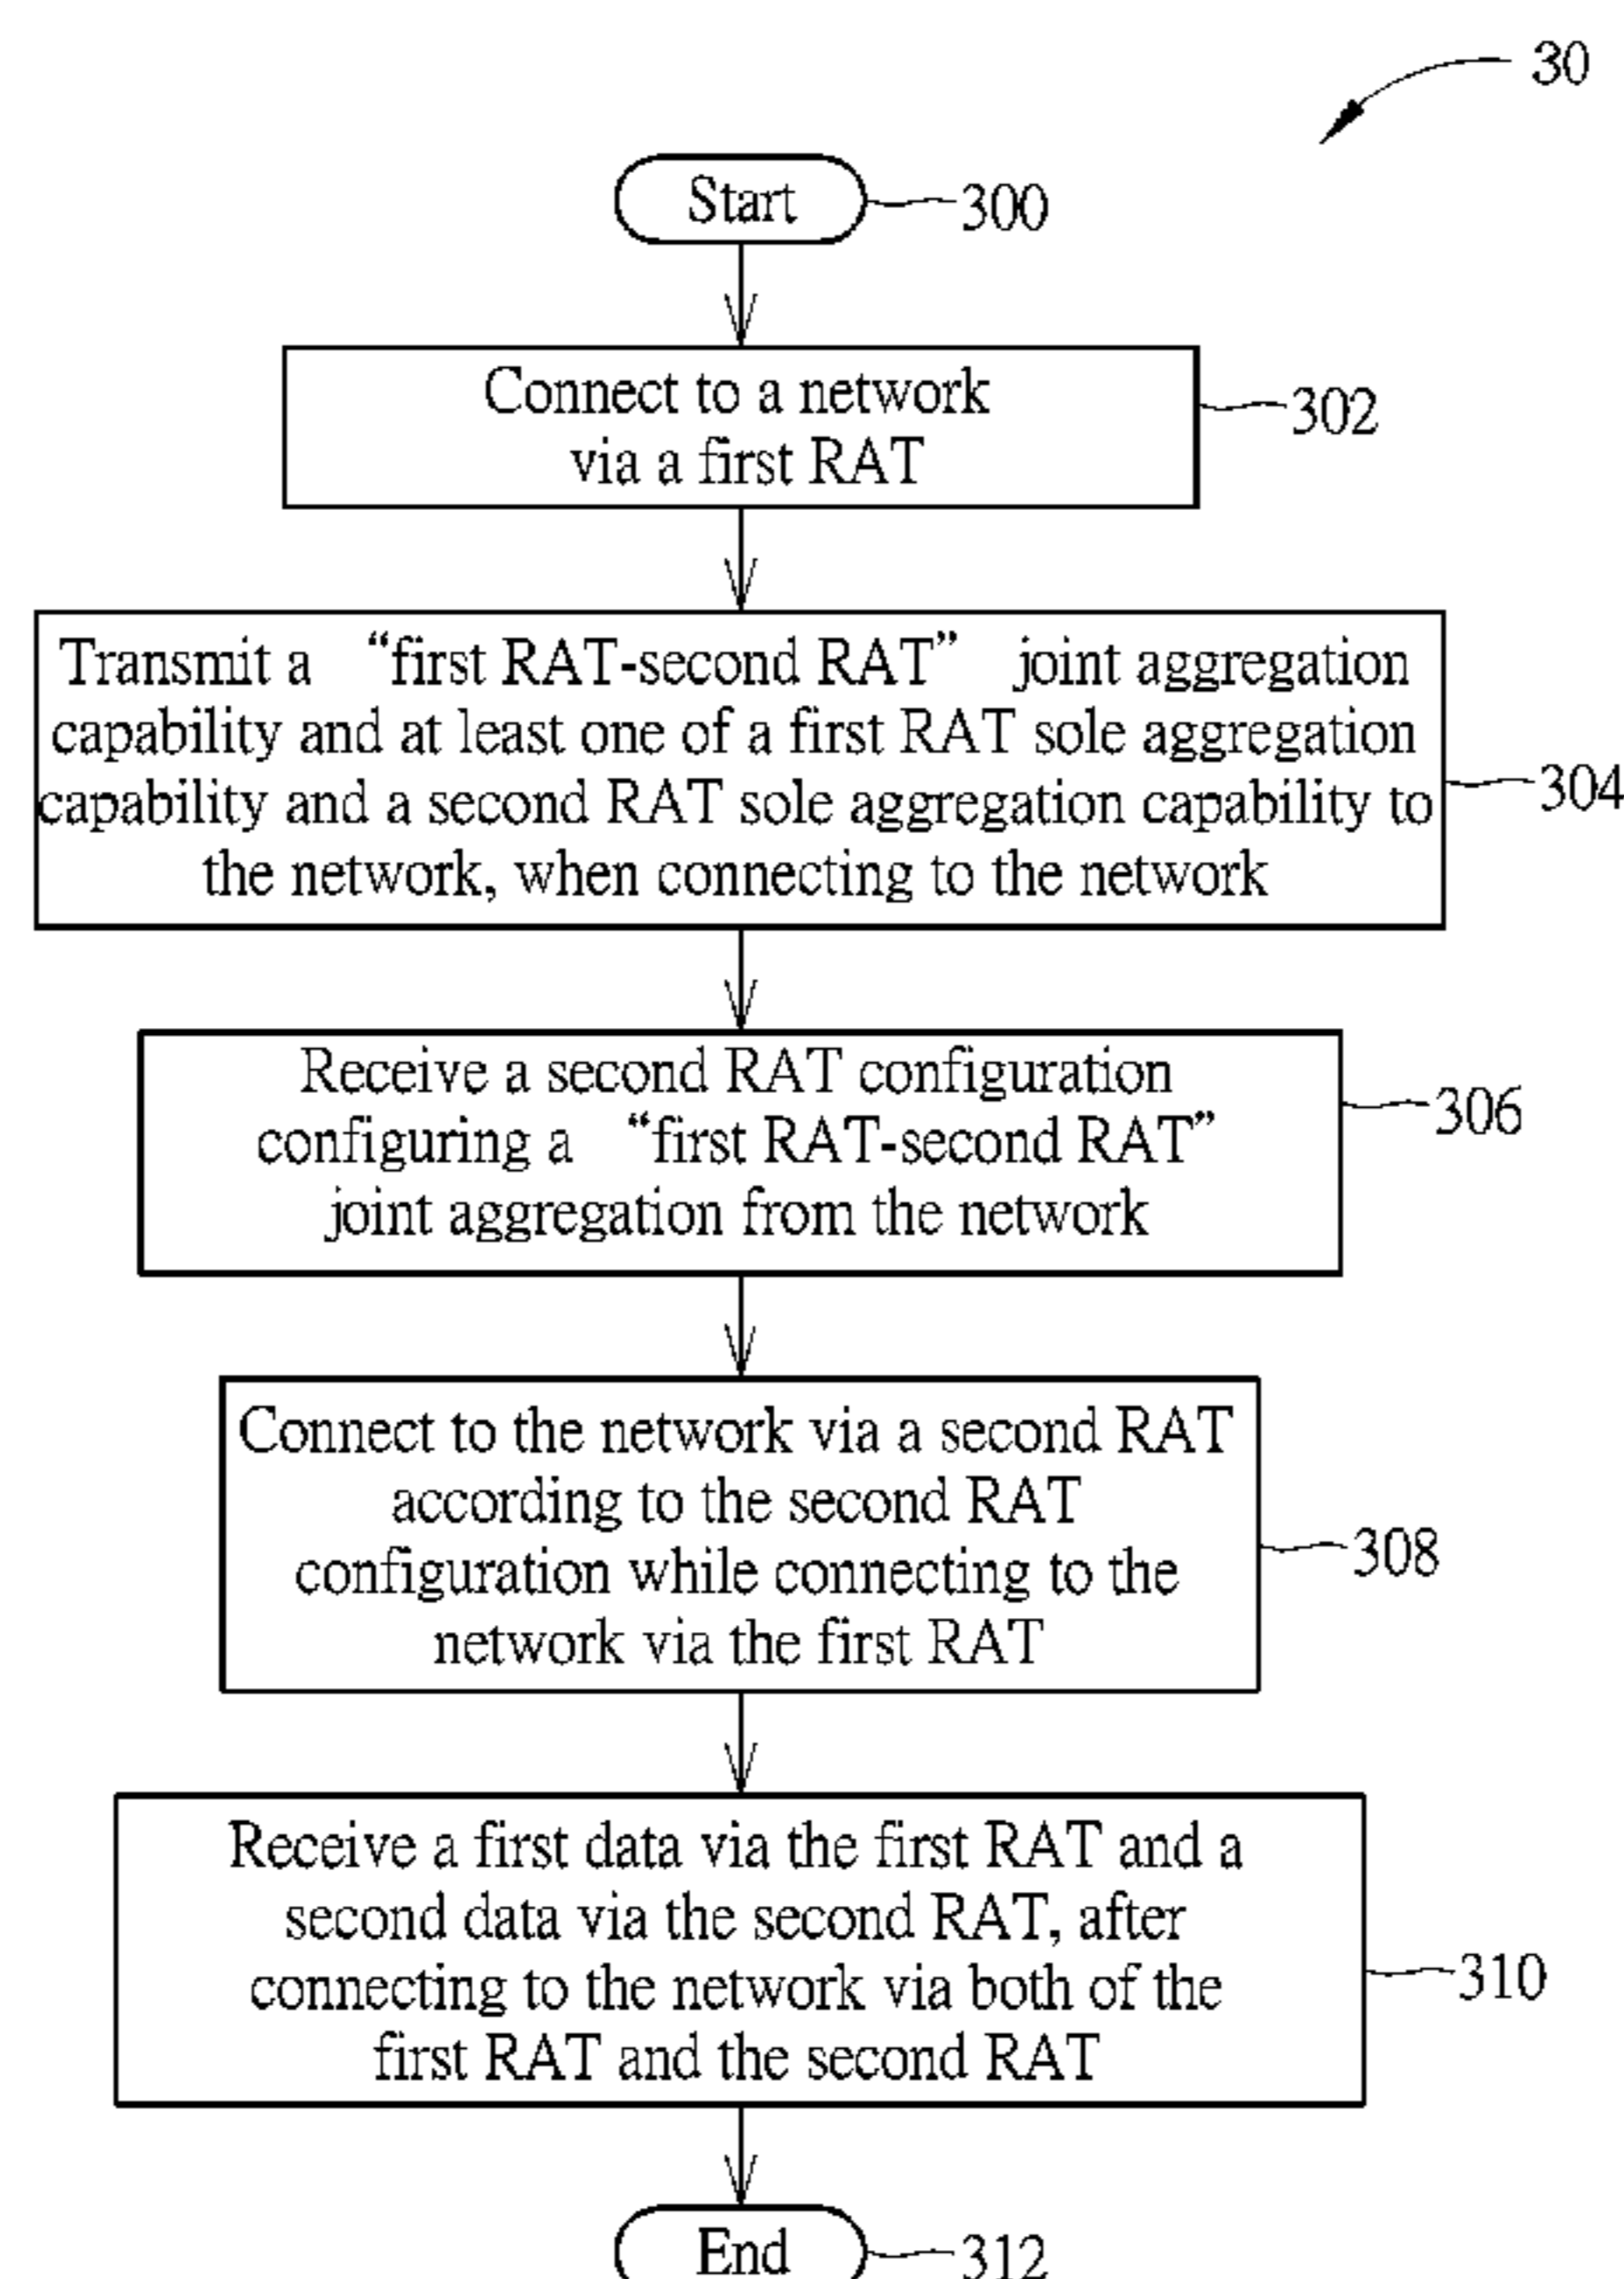 30
Start
300
Connect to a network
via a first RAT
302
Transmit a “first RAT-second RAT” joint aggregation
capability and at least one of a first RAT sole aggregation
capability and a second RAT sole aggregation capability to
the network, when connecting to the network
304
Receive a second RAT configuration
configuring a “first RAT-second RAT”
joint aggregation from the network
306
Connect to the network via a second RAT
according to the second RAT
configuration while connecting to the
network via the first RAT
308
Receive a first data via the first RAT and a
second data via the second RAT, after
connecting to the network via both of the
first RAT and the second RAT
310
End
312